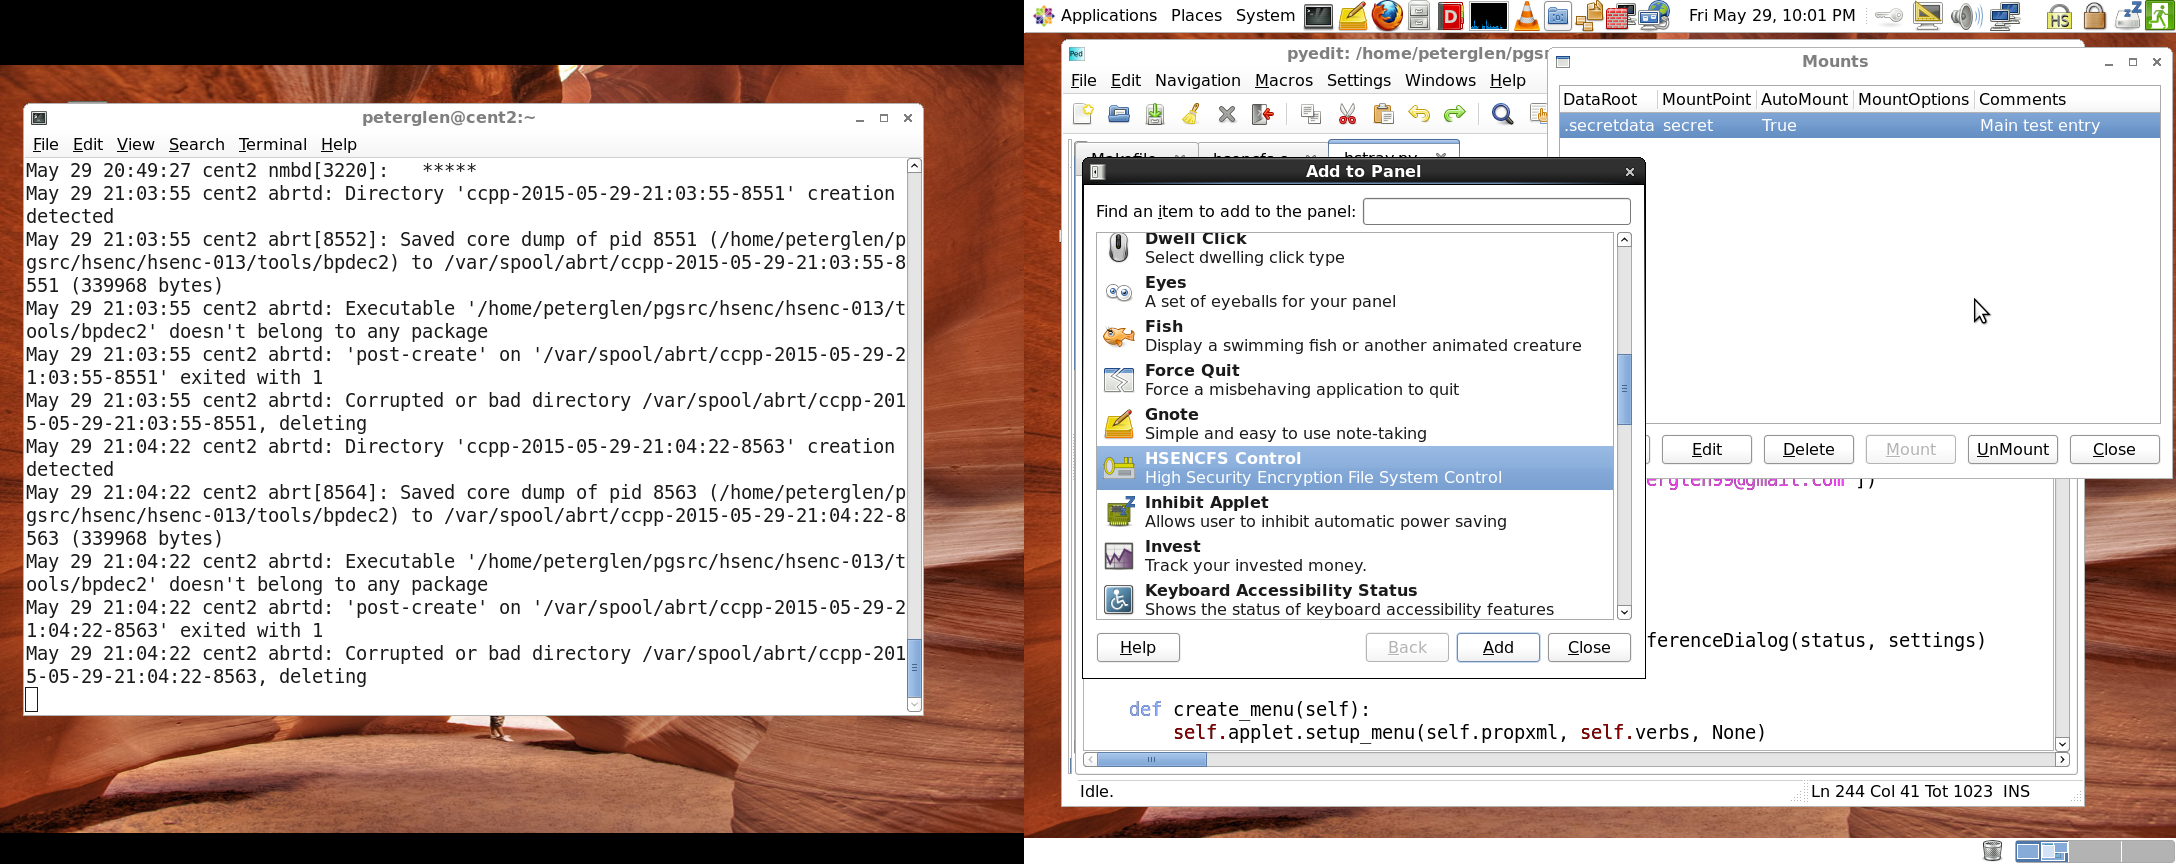 Applications Places System
Fri May 29, 10:01 PM
HS
peterglen@cent2:~
File Edit View Search Terminal Help
May 29 20:49:27 cent2 nmbd[3220]:   *****
May 29 21:03:55 cent2 abrtd: Directory 'ccpp-2015-05-29-21:03:55-8551' creation
detected
May 29 21:03:55 cent2 abrt[8552]: Saved core dump of pid 8551 (/home/peterglen/p
gsrc/hsenc/hsenc-013/tools/bpdec2) to /var/spool/abrt/ccpp-2015-05-29-21:03:55-8
551 (339968 bytes)
May 29 21:03:55 cent2 abrtd: Executable '/home/peterglen/pgsrc/hsenc/hsenc-013/t
ools/bpdec2' doesn't belong to any package
May 29 21:03:55 cent2 abrtd: 'post-create' on '/var/spool/abrt/ccpp-2015-05-29-2
1:03:55-8551' exited with 1
May 29 21:03:55 cent2 abrtd: Corrupted or bad directory /var/spool/abrt/ccpp-201
5-05-29-21:03:55-8551, deleting
May 29 21:04:22 cent2 abrtd: Directory 'ccpp-2015-05-29-21:04:22-8563' creation
detected
May 29 21:04:22 cent2 abrt[8564]: Saved core dump of pid 8563 (/home/peterglen/p
gsrc/hsenc/hsenc-013/tools/bpdec2) to /var/spool/abrt/ccpp-2015-05-29-21:04:22-8
563 (339968 bytes)
May 29 21:04:22 cent2 abrtd: Executable '/home/peterglen/pgsrc/hsenc/hsenc-013/t
ools/bpdec2' doesn't belong to any package
May 29 21:04:22 cent2 abrtd: 'post-create' on '/var/spool/abrt/ccpp-2015-05-29-2
1:04:22-8563' exited with 1
May 29 21:04:22 cent2 abrtd: Corrupted or bad directory /var/spool/abrt/ccpp-201
5-05-29-21:04:22-8563, deleting
Ped
pyedit: /home/peterglen/pgsr
File Edit Navigation Macros Settings Windows Help
Mounts
DataRoot MountPoint AutoMount MountOptions Comments
.secretdata secret True Main test entry
Edit Delete Mount UnMount Close
Add to Panel
Find an item to add to the panel:
Dwell Click
Select dwelling click type
Eyes
A set of eyeballs for your panel
Fish
Display a swimming fish or another animated creature
Force Quit
Force a misbehaving application to quit
Gnote
Simple and easy to use note-taking
HSENCFS Control
High Security Encryption File System Control
Inhibit Applet
Allows user to inhibit automatic power saving
Invest
Track your invested money.
Keyboard Accessibility Status
Shows the status of keyboard accessibility features
Help Back Add Close
erglen99@gmail.com"])
ferenceDialog(status, settings)
def create_menu(self):
self.applet.setup_menu(self.propxml, self.verbs, None)
Idle.
Ln 244 Col 41 Tot 1023  INS